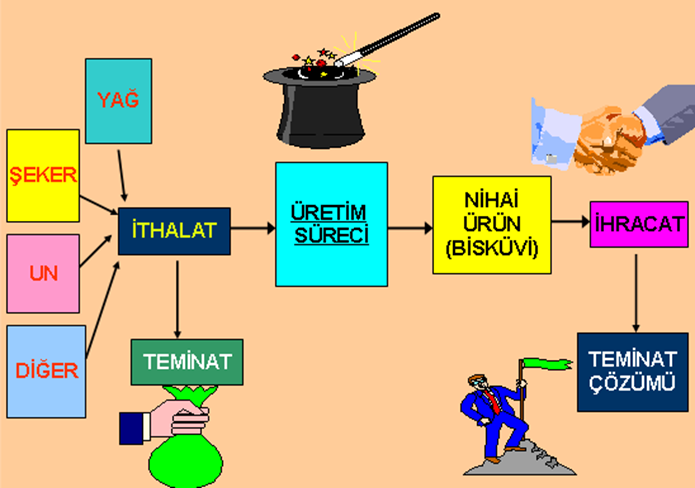 YAĞ
ŞEKER
UN
DİĞER
İTHALAT
TEMİNAT
ÜRETİM
SÜRECİ
NİHAİ
ÜRÜN
(BİSKÜVİ)
İHRACAT
TEMİNAT
ÇÖZÜMÜ